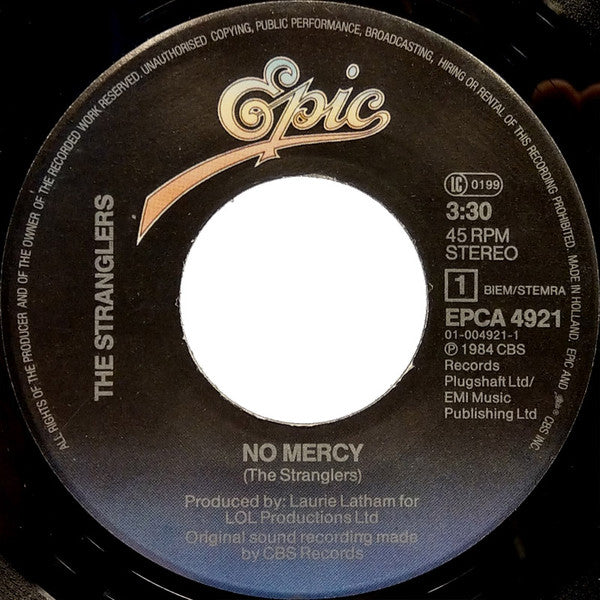 ALL RIGHTS OF THE PRODUCER AND OF THE OWNER OF THE RECORDED WORK RESERVED. UNAUTHORISED COPYING, PUBLIC PERFORMANCE, BROADCASTING, HIRING OR RENTAL OF THIS RECORDING PROHIBITED. MADE IN HOLLAND. EPIC AND ® CBS INC.
Epic
THE STRANGLERS
LC 0199
3:30
45 RPM
STEREO
1 BIEM/STEMRA
EPCA 4921
01-004921-1
℗ 1984 CBS
Records
Plugshaft Ltd/
EMI Music
Publishing Ltd
NO MERCY
(The Stranglers)
Produced by: Laurie Latham for
LOL Productions Ltd
Original sound recording made
by CBS Records